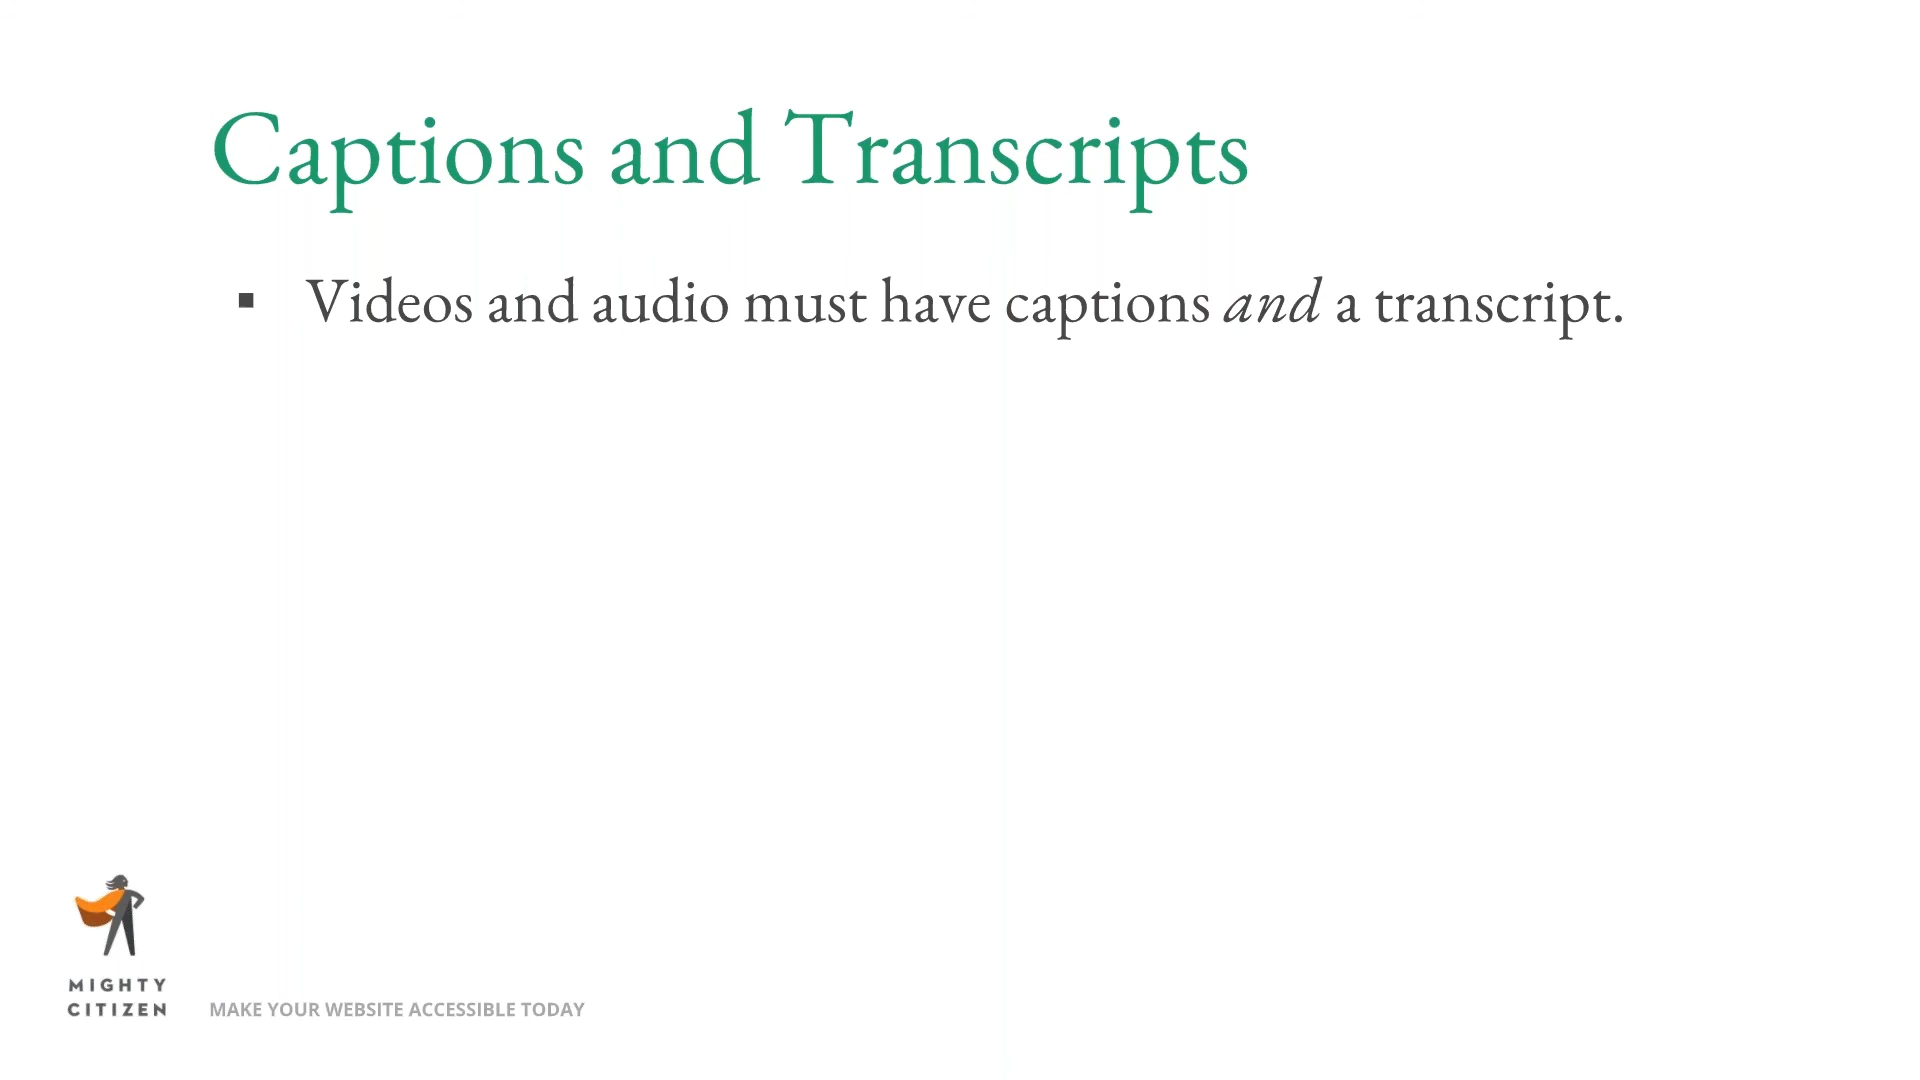 Captions and Transcripts
▪ Videos and audio must have captions and a transcript.
MIGHTY
CITIZEN
MAKE YOUR WEBSITE ACCESSIBLE TODAY